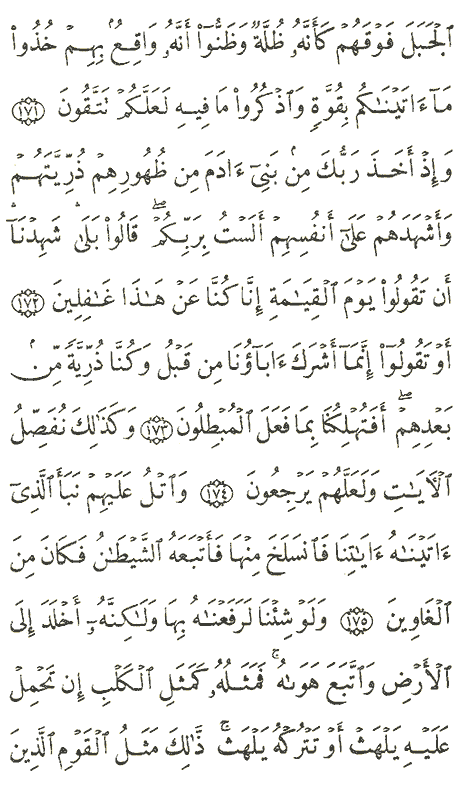 ٱلۡجَبَلَ فَوۡقَهُمۡ كَأَنَّهُۥ ظُلَّةٞ وَظَنُّوٓاْ أَنَّهُۥ وَاقِعُۢ بِهِمۡ خُذُواْ
مَآ ءَاتَيۡنَٰكُم بِقُوَّةٖ وَٱذۡكُرُواْ مَا فِيهِ لَعَلَّكُمۡ تَتَّقُونَ ١٧١
وَإِذۡ أَخَذَ رَبُّكَ مِنۢ بَنِيٓ ءَادَمَ مِن ظُهُورِهِمۡ ذُرِّيَّتَهُمۡ
وَأَشۡهَدَهُمۡ عَلَىٰٓ أَنفُسِهِمۡ أَلَسۡتُ بِرَبِّكُمۡۖ قَالُواْ بَلَىٰ شَهِدۡنَآۚ
أَن تَقُولُواْ يَوۡمَ ٱلۡقِيَٰمَةِ إِنَّا كُنَّا عَنۡ هَٰذَا غَٰفِلِينَ ١٧٢
أَوۡ تَقُولُوٓاْ إِنَّمَآ أَشۡرَكَ ءَابَآؤُنَا مِن قَبۡلُ وَكُنَّا ذُرِّيَّةٗ مِّنۢ
بَعۡدِهِمۡۖ أَفَتُهۡلِكُنَا بِمَا فَعَلَ ٱلۡمُبۡطِلُونَ ١٧٣ وَكَذَٰلِكَ نُفَصِّلُ
ٱلۡأٓيَٰتِ وَلَعَلَّهُمۡ يَرۡجِعُونَ ١٧٤ وَٱتۡلُ عَلَيۡهِمۡ نَبَأَ ٱلَّذِيٓ
ءَاتَيۡنَٰهُ ءَايَٰتِنَا فَٱنسَلَخَ مِنۡهَا فَأَتۡبَعَهُ ٱلشَّيۡطَٰنُ فَكَانَ مِنَ
ٱلۡغَاوِينَ ١٧٥ وَلَوۡ شِئۡنَا لَرَفَعۡنَٰهُ بِهَا وَلَٰكِنَّهُۥٓ أَخۡلَدَ إِلَى
ٱلۡأَرۡضِ وَٱتَّبَعَ هَوَىٰهُۚ فَمَثَلُهُۥ كَمَثَلِ ٱلۡكَلۡبِ إِن تَحۡمِلۡ
عَلَيۡهِ يَلۡهَثۡ أَوۡ تَتۡرُكۡهُ يَلۡهَثۚ ذَّٰلِكَ مَثَلُ ٱلۡقَوۡمِ ٱلَّذِينَ